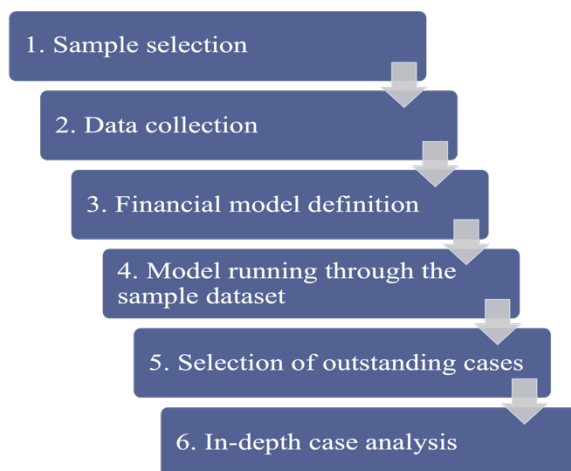 1. Sample selection
2. Data collection
3. Financial model definition
4. Model running through the
sample dataset
5. Selection of outstanding cases
6. In-depth case analysis